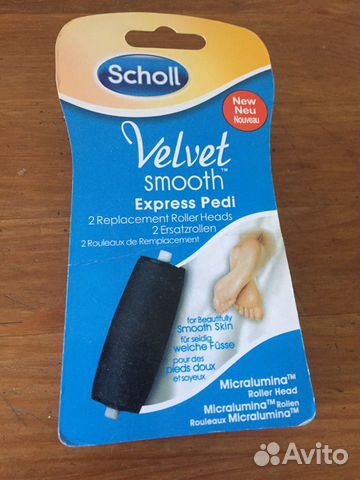 Scholl
New
Neu
Nouveau
Velvet
smooth™
Express Pedi
2 Replacement Roller Heads
2 Ersatzrollen
2 Rouleaux de Remplacement
for Beautifully
Smooth Skin
für seidig
weiche Füsse
pour des
pieds doux
et soyeux
Micralumina™
Roller Head
Micralumina™ Rollen
Rouleaux Micralumina™
Avito